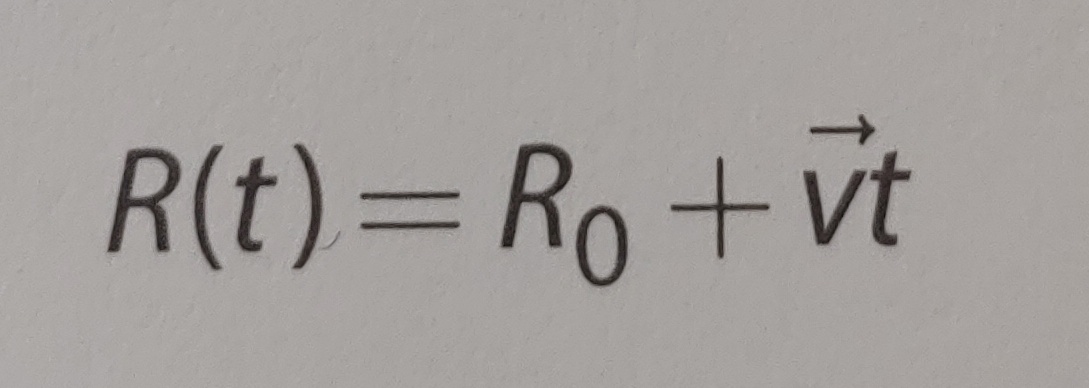 R(t) = R₀ + v⃗t